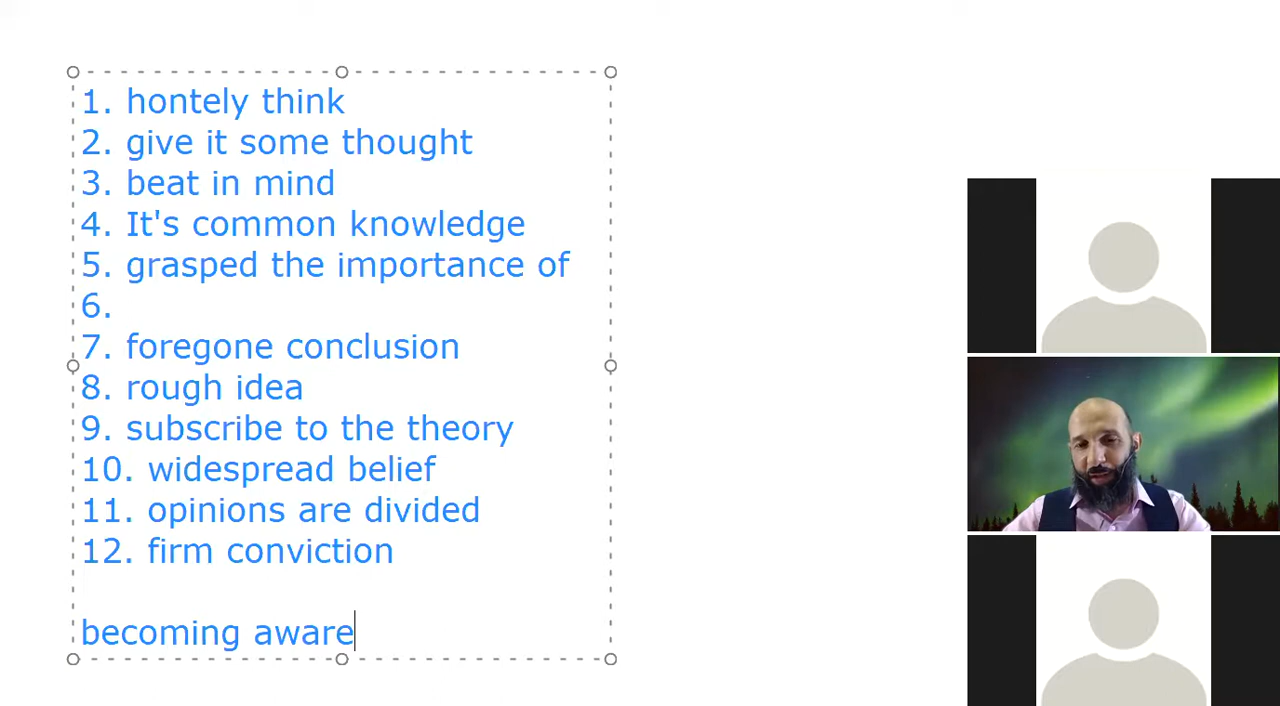 1. hontely think
2. give it some thought
3. beat in mind
4. It's common knowledge
5. grasped the importance of
6.
7. foregone conclusion
8. rough idea
9. subscribe to the theory
10. widespread belief
11. opinions are divided
12. firm conviction
becoming aware